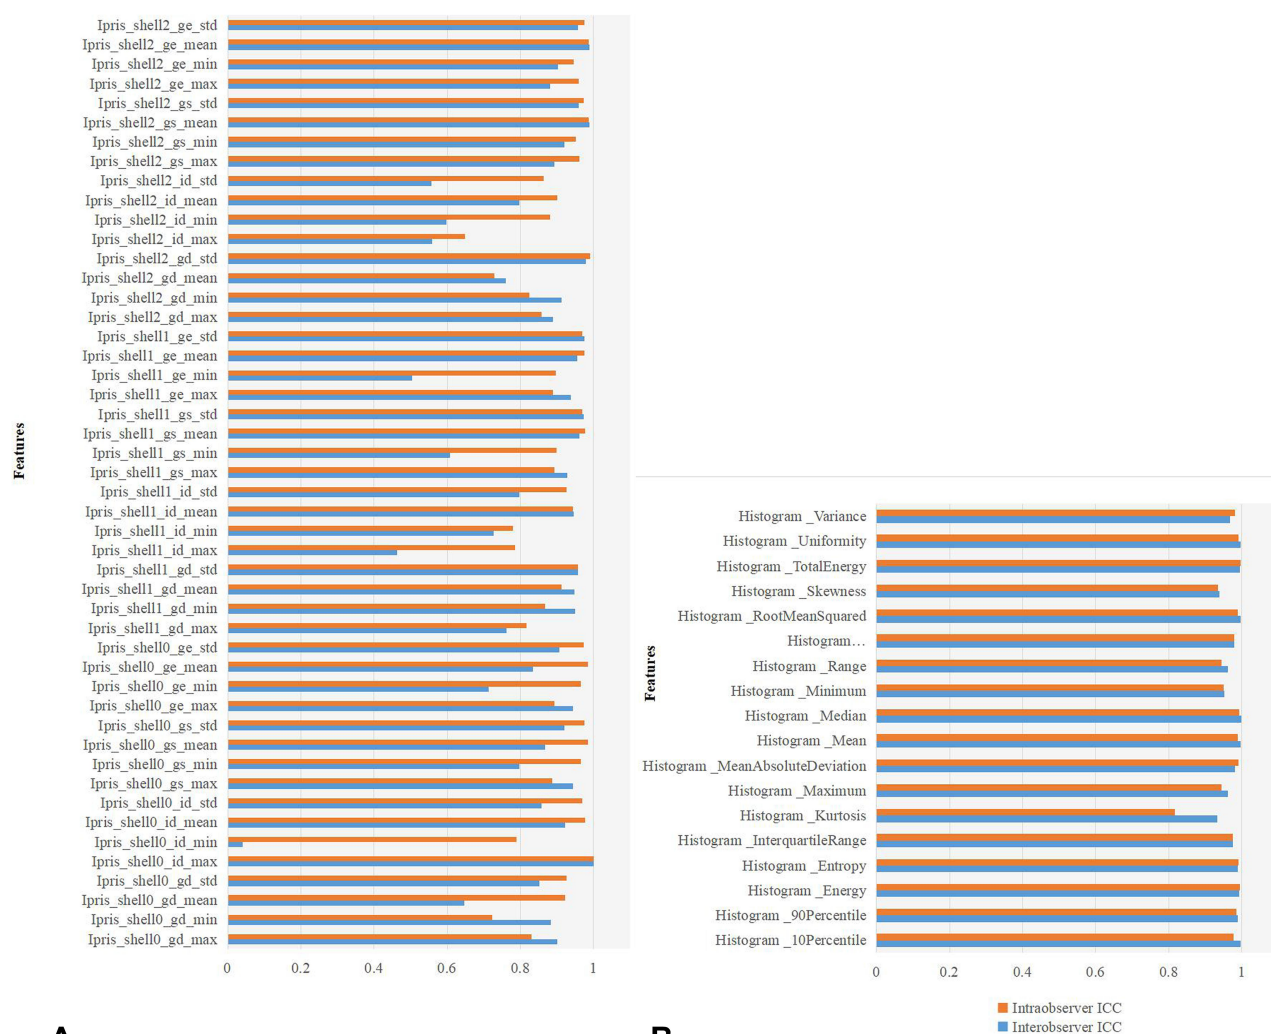 Features
Ipris_shell2_ge_std
Ipris_shell2_ge_mean
Ipris_shell2_ge_min
Ipris_shell2_ge_max
Ipris_shell2_gs_std
Ipris_shell2_gs_mean
Ipris_shell2_gs_min
Ipris_shell2_gs_max
Ipris_shell2_id_std
Ipris_shell2_id_mean
Ipris_shell2_id_min
Ipris_shell2_id_max
Ipris_shell2_gd_std
Ipris_shell2_gd_mean
Ipris_shell2_gd_min
Ipris_shell2_gd_max
Ipris_shell1_ge_std
Ipris_shell1_ge_mean
Ipris_shell1_ge_min
Ipris_shell1_ge_max
Ipris_shell1_gs_std
Ipris_shell1_gs_mean
Ipris_shell1_gs_min
Ipris_shell1_gs_max
Ipris_shell1_id_std
Ipris_shell1_id_mean
Ipris_shell1_id_min
Ipris_shell1_id_max
Ipris_shell1_gd_std
Ipris_shell1_gd_mean
Ipris_shell1_gd_min
Ipris_shell1_gd_max
Ipris_shell0_ge_std
Ipris_shell0_ge_mean
Ipris_shell0_ge_min
Ipris_shell0_ge_max
Ipris_shell0_gs_std
Ipris_shell0_gs_mean
Ipris_shell0_gs_min
Ipris_shell0_gs_max
Ipris_shell0_id_std
Ipris_shell0_id_mean
Ipris_shell0_id_min
Ipris_shell0_id_max
Ipris_shell0_gd_std
Ipris_shell0_gd_mean
Ipris_shell0_gd_min
Ipris_shell0_gd_max
0 0.2 0.4 0.6 0.8 1
A
Features
Histogram _Variance
Histogram _Uniformity
Histogram _TotalEnergy
Histogram _Skewness
Histogram _RootMeanSquared
Histogram…
Histogram _Range
Histogram _Minimum
Histogram _Median
Histogram _Mean
Histogram _MeanAbsoluteDeviation
Histogram _Maximum
Histogram _Kurtosis
Histogram _InterquartileRange
Histogram _Entropy
Histogram _Energy
Histogram _90Percentile
Histogram _10Percentile
0 0.2 0.4 0.6 0.8 1
Intraobserver ICC
Interobserver ICC